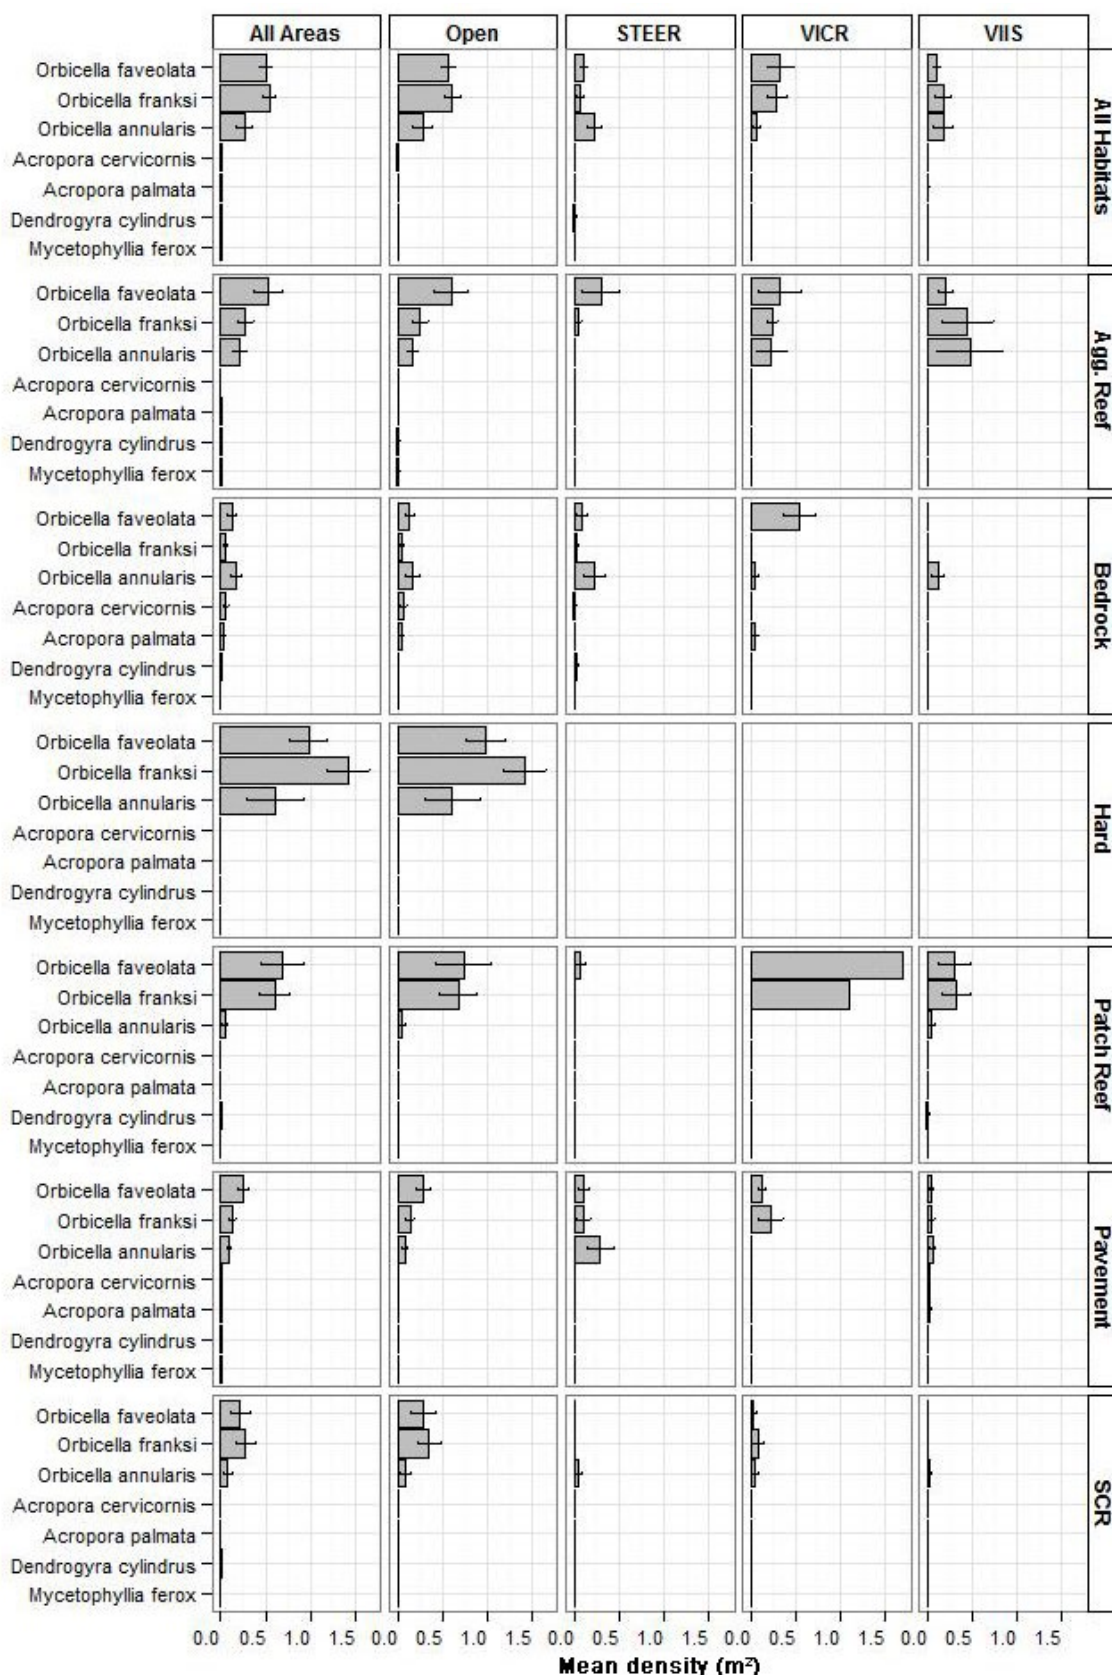 All Areas Open STEER VICR VIIS
All Habitats
Orbicella faveolata
Orbicella franksi
Orbicella annularis
Acropora cervicornis
Acropora palmata
Dendrogyra cylindrus
Mycetophyllia ferox
Agg. Reef
Orbicella faveolata
Orbicella franksi
Orbicella annularis
Acropora cervicornis
Acropora palmata
Dendrogyra cylindrus
Mycetophyllia ferox
Bedrock
Orbicella faveolata
Orbicella franksi
Orbicella annularis
Acropora cervicornis
Acropora palmata
Dendrogyra cylindrus
Mycetophyllia ferox
Hard
Orbicella faveolata
Orbicella franksi
Orbicella annularis
Acropora cervicornis
Acropora palmata
Dendrogyra cylindrus
Mycetophyllia ferox
Patch Reef
Orbicella faveolata
Orbicella franksi
Orbicella annularis
Acropora cervicornis
Acropora palmata
Dendrogyra cylindrus
Mycetophyllia ferox
Pavement
Orbicella faveolata
Orbicella franksi
Orbicella annularis
Acropora cervicornis
Acropora palmata
Dendrogyra cylindrus
Mycetophyllia ferox
SCR
Orbicella faveolata
Orbicella franksi
Orbicella annularis
Acropora cervicornis
Acropora palmata
Dendrogyra cylindrus
Mycetophyllia ferox
0.0 0.5 1.0 1.5 0.0 0.5 1.0 1.5 0.0 0.5 1.0 1.5 0.0 0.5 1.0 1.5 0.0 0.5 1.0 1.5
Mean density (m²)